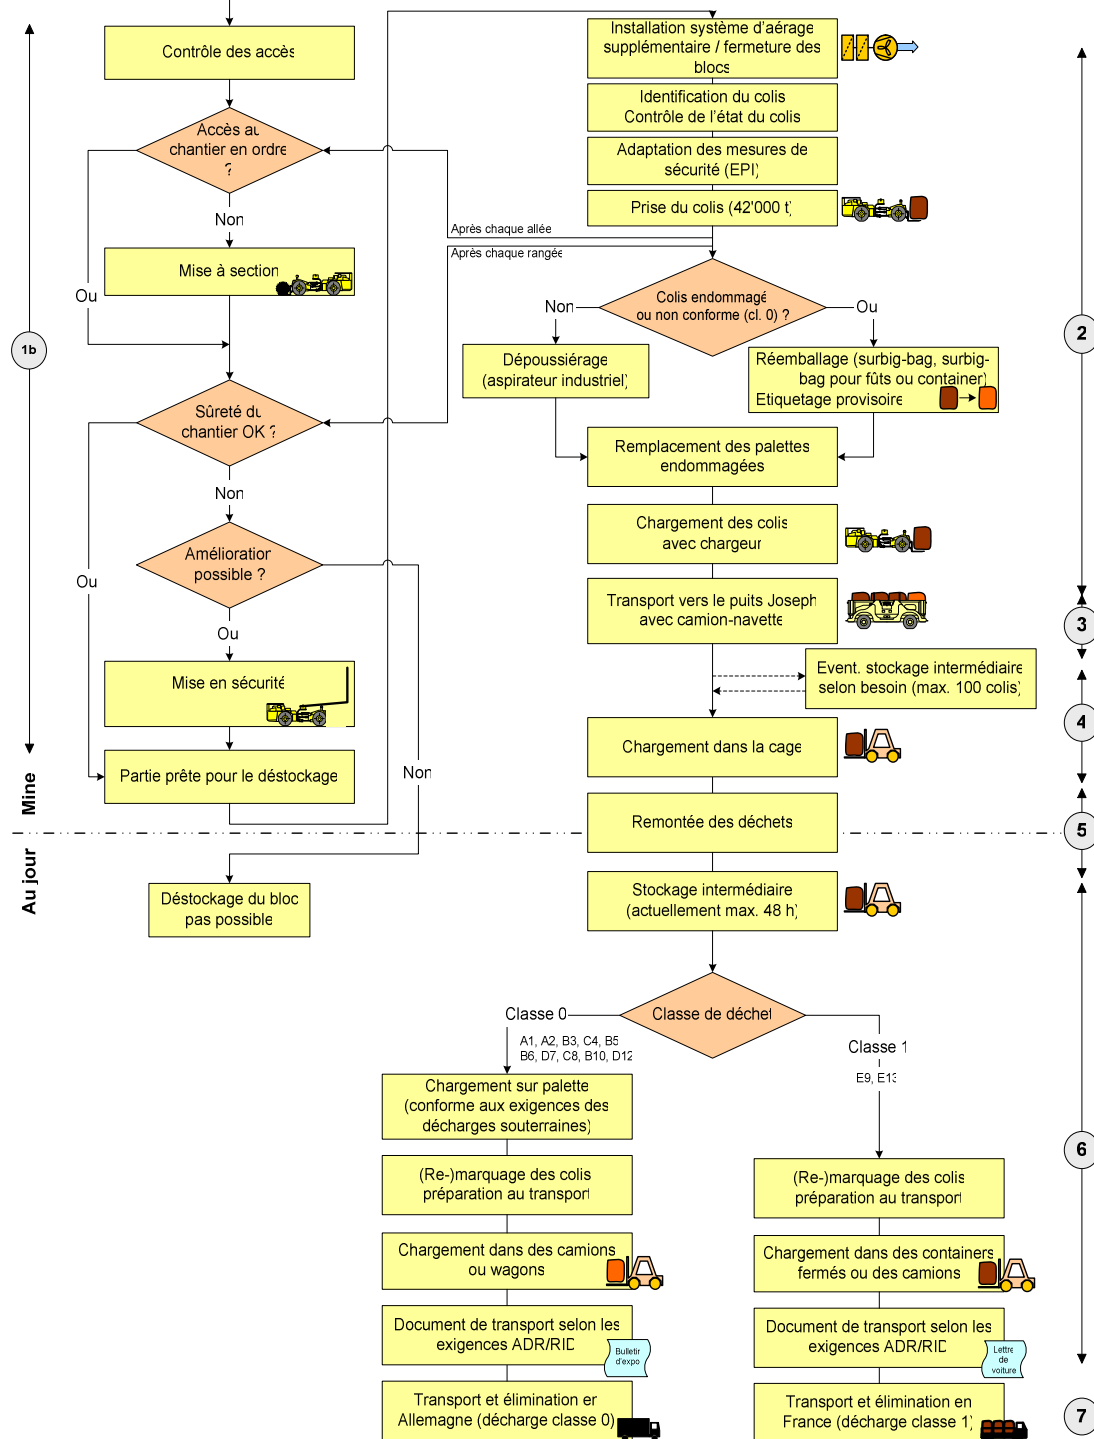 Contrôle des accès
Accès au
chantier en ordre
?
Non
Mise à section
Ou
Sûreté du
chantier OK ?
Non
Amélioration
possible ?
Ou
Ou
Mise en sécurité
Partie prête pour le déstockage
Non
Déstockage du bloc
pas possible
1b
Mine
Au jour
Installation système d'aérage
supplémentaire / fermeture des
blocs
Identification du colis
Contrôle de l'état du colis
Adaptation des mesures de
sécurité (EPI)
Prise du colis (42'000 t)
Après chaque allée
Après chaque rangée
Colis endommagé
ou non conforme (cl. 0) ?
Non
Ou
Dépoussiérage
(aspirateur industriel)
Réemballage (surbig-bag, surbig-
bag pour fûts ou container)
Etiquetage provisoire
Remplacement des palettes
endommagées
Chargement des colis
avec chargeur
Transport vers le puits Joseph
avec camion-navette
Event. stockage intermédiaire
selon besoin (max. 100 colis)
Chargement dans la cage
Remontée des déchets
Stockage intermédiaire
(actuellement max. 48 h)
Classe de déchet
Classe 0
A1, A2, B3, C4, B5
B6, D7, C8, B10, D12
Classe 1
E9, E13
Chargement sur palette
(conforme aux exigences des
décharges souterraines)
(Re-)marquage des colis
préparation au transport
Chargement dans des camions
ou wagons
Document de transport selon les
exigences ADR/RID
Bulletin
d'expo
Transport et élimination en
Allemagne (décharge classe 0)
(Re-)marquage des colis
préparation au transport
Chargement dans des containers
fermés ou des camions
Document de transport selon les
exigences ADR/RID
Lettre
de
voiture
Transport et élimination en
France (décharge classe 1)
2
3
4
5
6
7